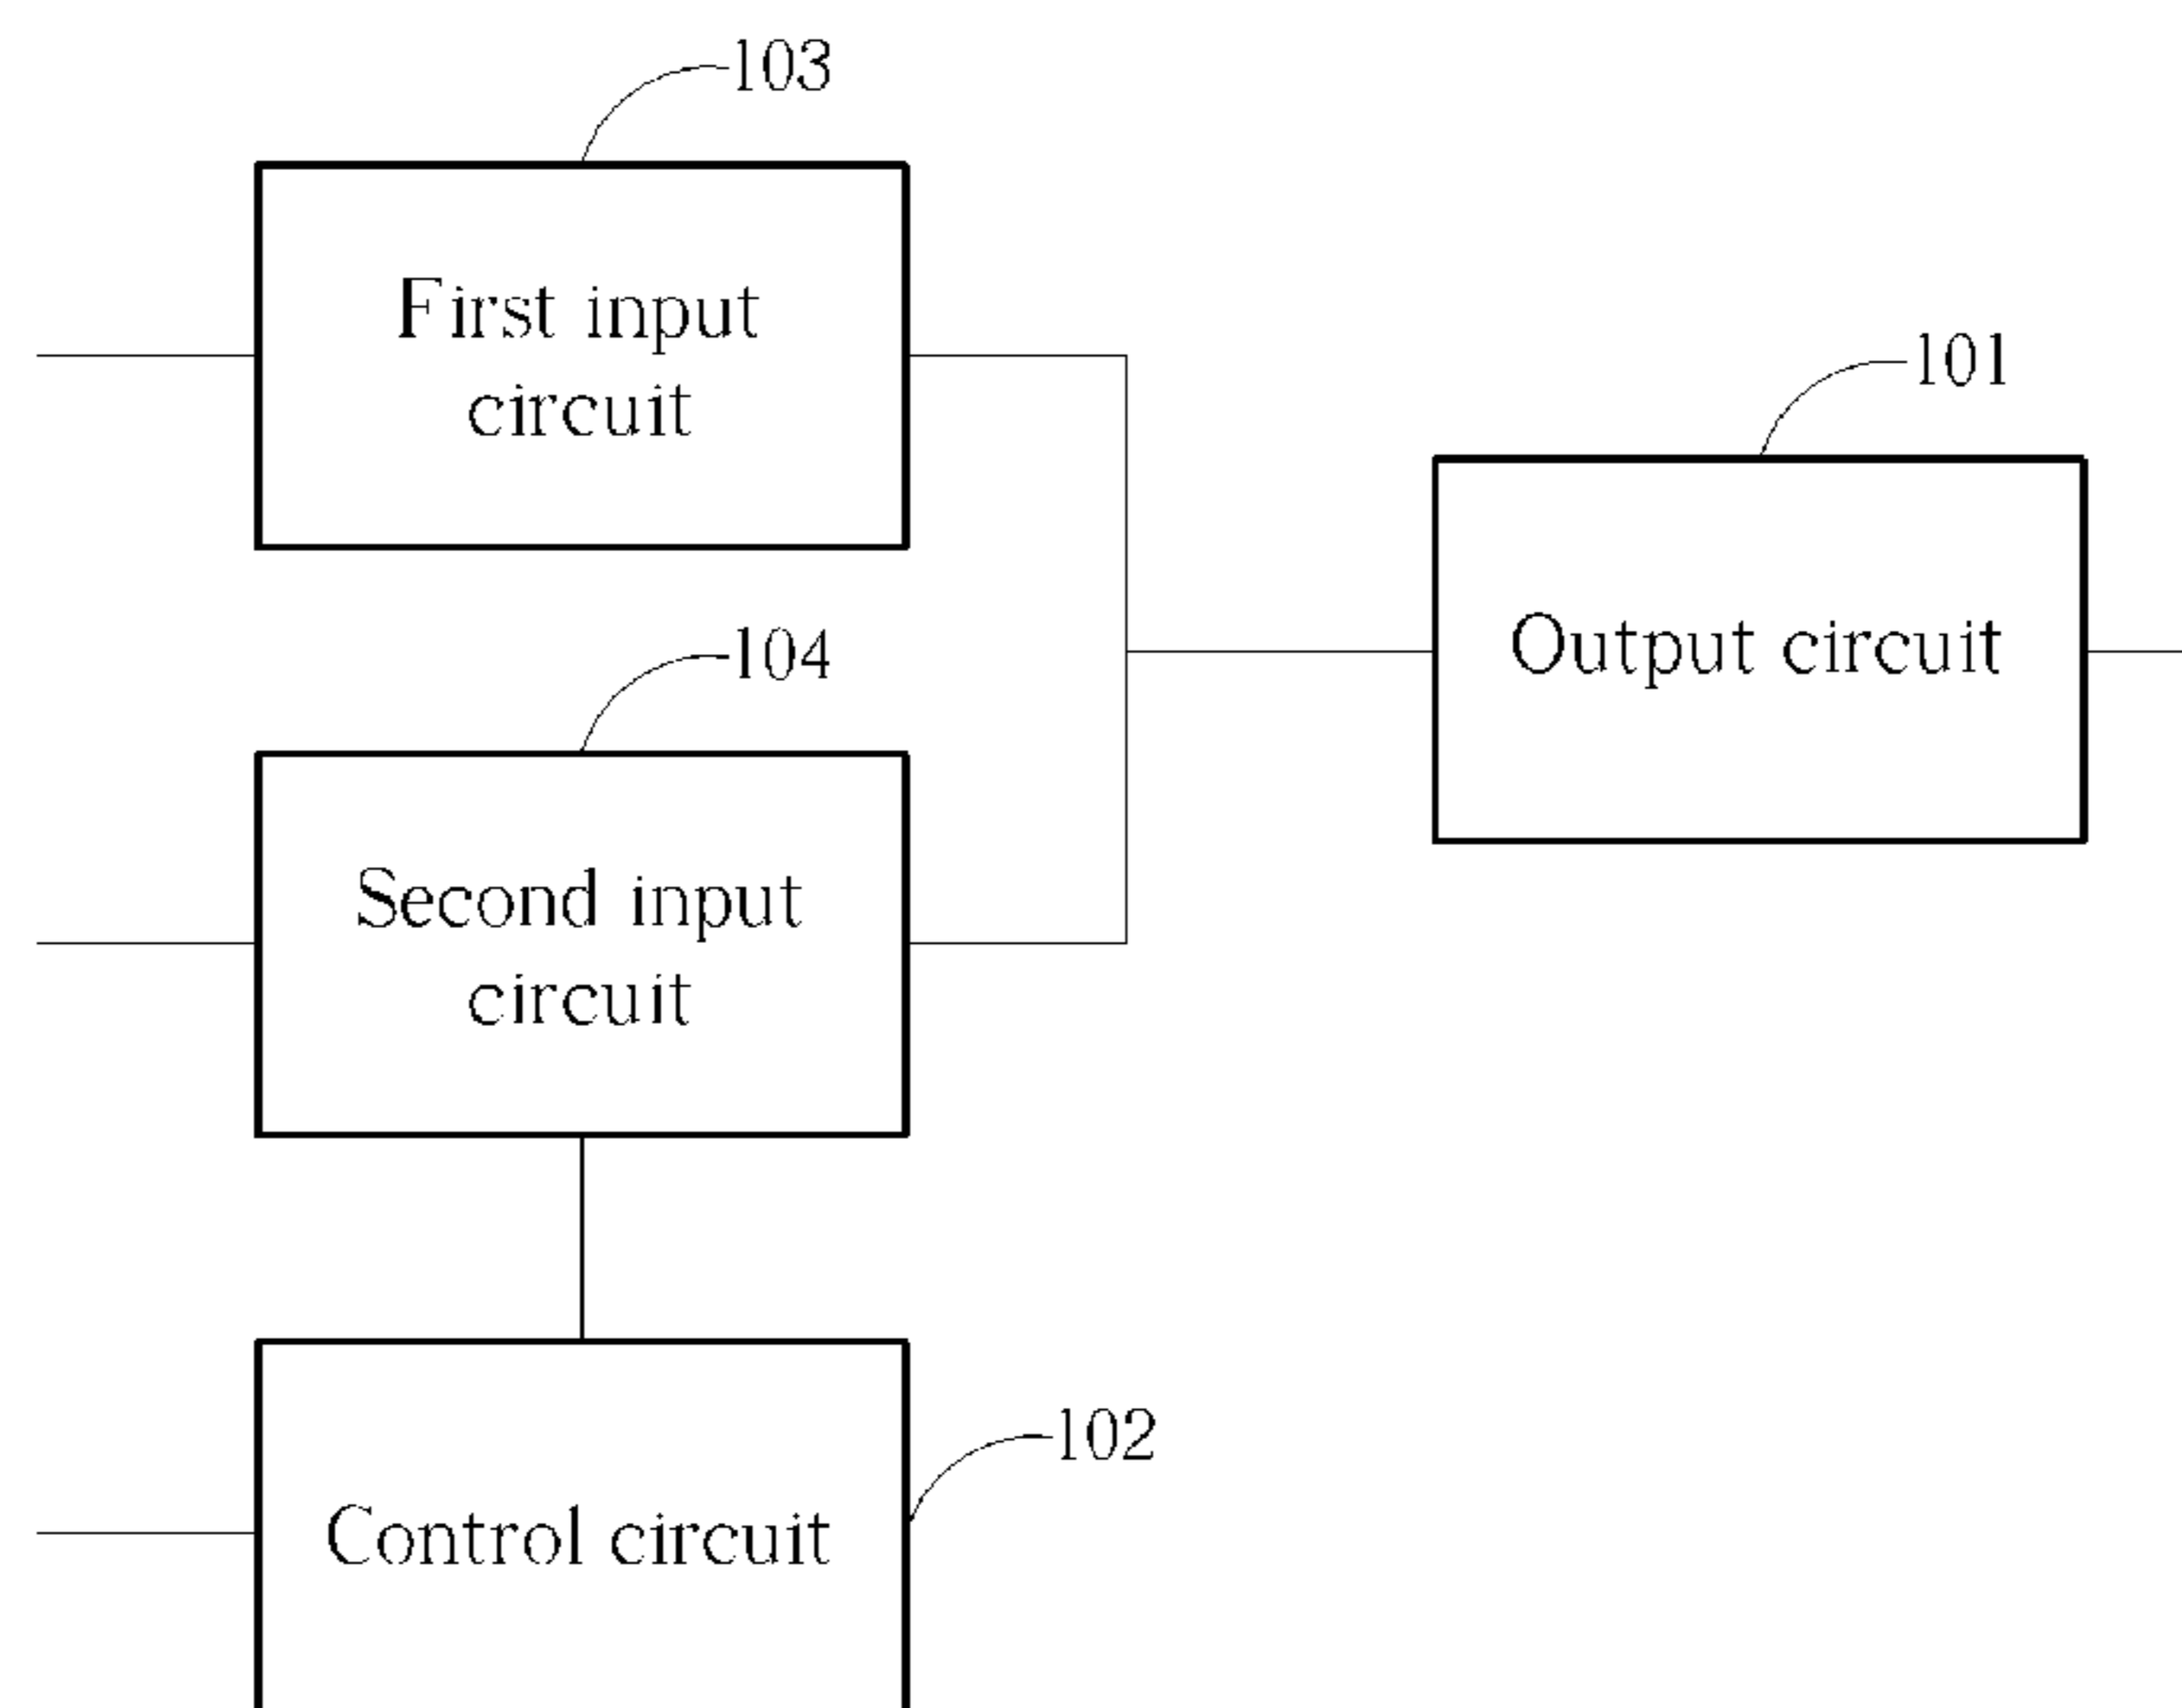 103
First input
circuit
101
Output circuit
104
Second input
circuit
102
Control circuit